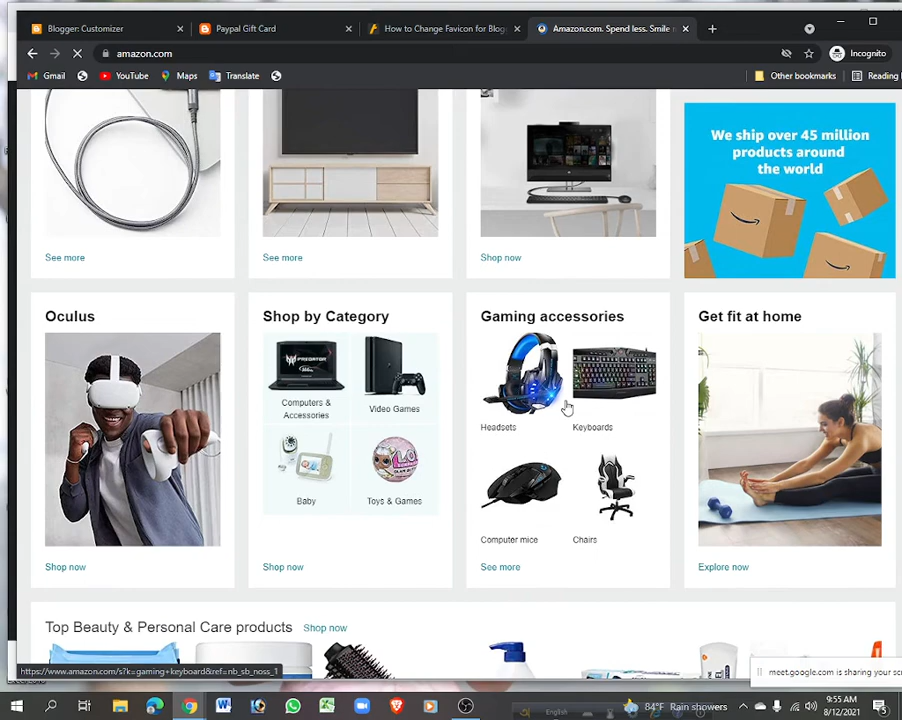 Blogger: Customizer
Paypal Gift Card
How to Change Favicon for Blog
Amazon.com. Spend less. Smile
amazon.com
Incognito
Gmail
YouTube
Maps
Translate
Other bookmarks
Reading
See more
See more
Shop now
We ship over 45 million
products around
the world
Oculus
Shop by Category
Gaming accessories
Get fit at home
PREDATOR
Computers &
Accessories
Video Games
Headsets
Keyboards
Baby
Toys & Games
Computer mice
Chairs
Shop now
Shop now
See more
Explore now
Top Beauty & Personal Care products Shop now
https://www.amazon.com/s?k=gaming+keyboard&ref=nb_sb_noss_1
meet.google.com is sharing your scr
English
84°F Rain showers
9:55 AM
8/12/2021